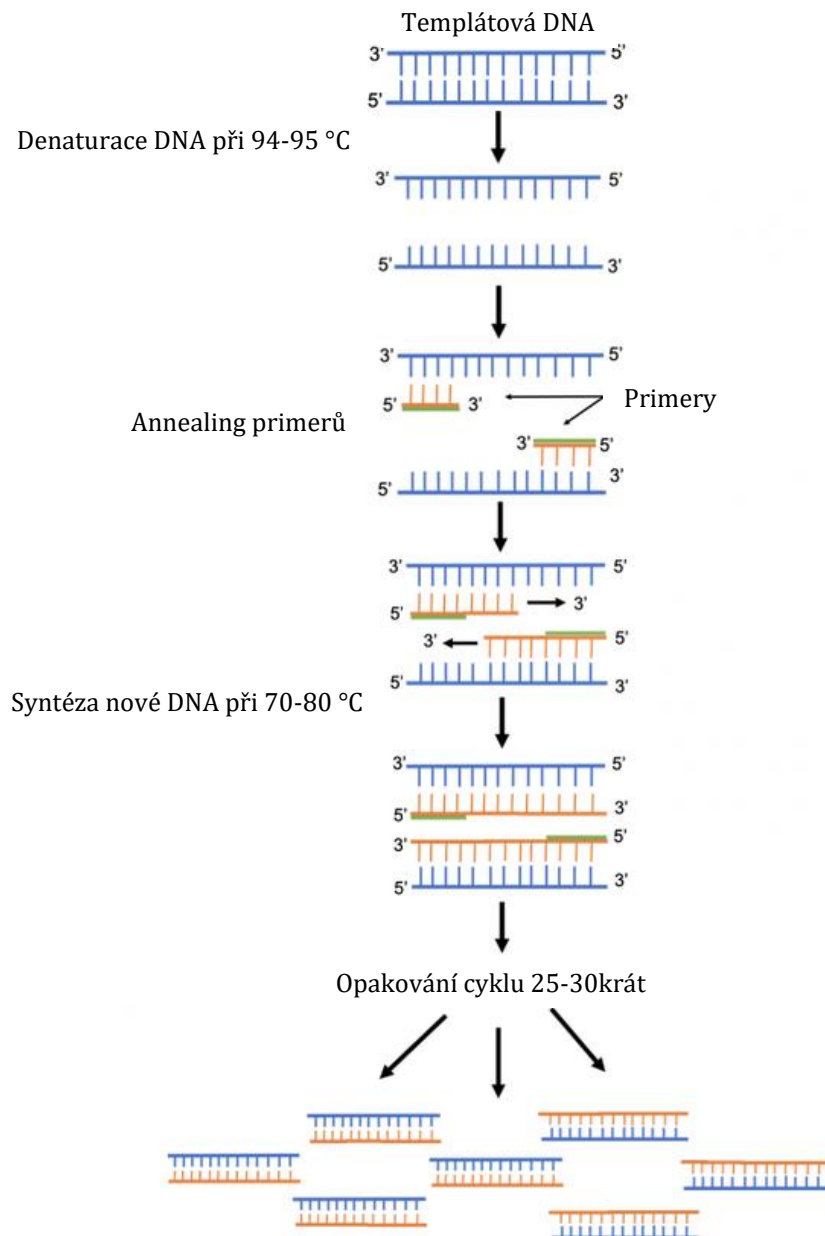 Templátová DNA
3' 5'
5' 3'
Denaturace DNA při 94-95 °C
3' 5'
5' 3'
3' 5'
5' 3' Primery
Annealing primerů
3' 5'
5' 3'
3' 5'
5' 3'
3' 5'
5' 3'
Syntéza nové DNA při 70-80 °C
3' 5'
5' 3'
3' 5'
5' 3'
Opakování cyklu 25-30krát